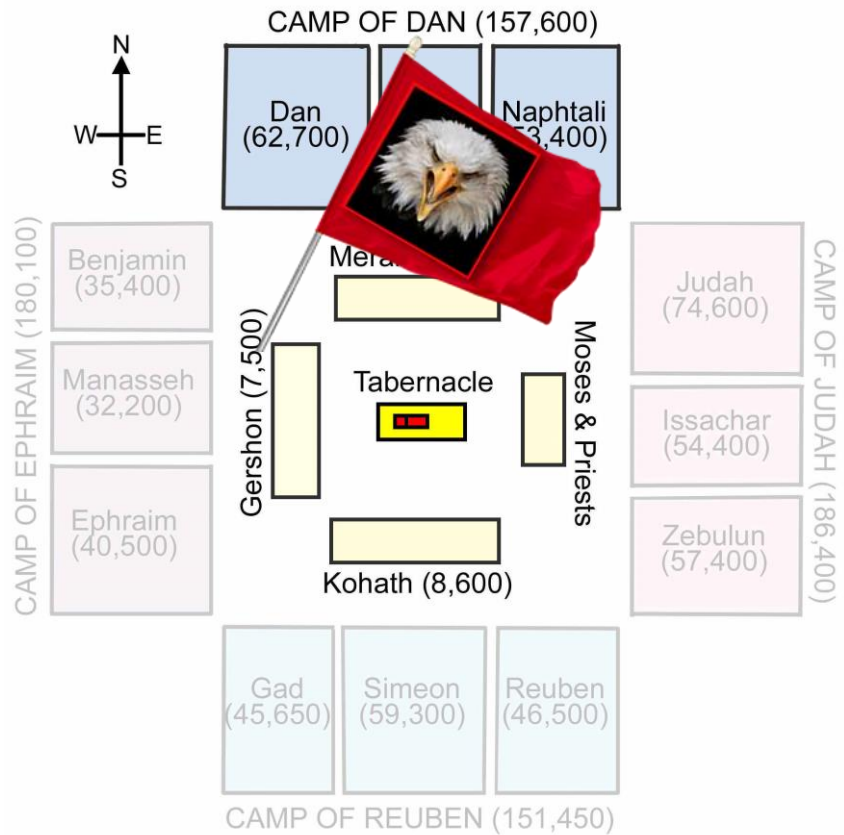 CAMP OF DAN (157,600)
N
W
E
S
Dan
(62,700)
Naphtali
53,400)
CAMP OF EPHRAIM (180,100)
Benjamin
(35,400)
Manasseh
(32,200)
Ephraim
(40,500)
Mera
Gershon (7,500)
Tabernacle
Moses & Priests
Kohath (8,600)
Judah
(74,600)
Issachar
(54,400)
Zebulun
(57,400)
CAMP OF JUDAH (186,400)
Gad
(45,650)
Simeon
(59,300)
Reuben
(46,500)
CAMP OF REUBEN (151,450)